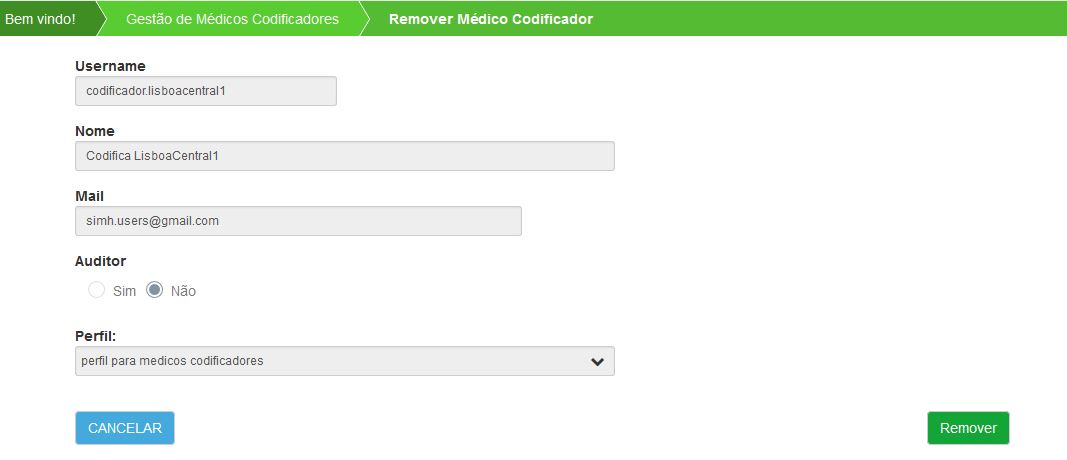 Bem vindo! Gestão de Médicos Codificadores Remover Médico Codificador
Username
codificador.lisboacentral1
Nome
Codifica LisboaCentral1
Mail
simh.users@gmail.com
Auditor
Sim Não
Perfil:
perfil para medicos codificadores
CANCELAR Remover